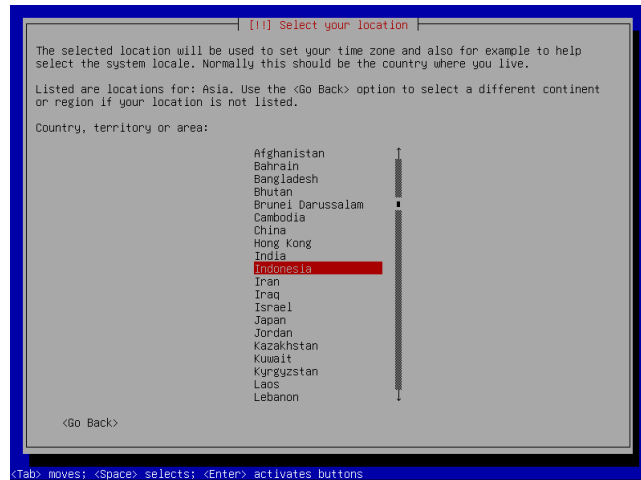 [!!] Select your location
The selected location will be used to set your time zone and also for example to help
select the system locale. Normally this should be the country where you live.
Listed are locations for: Asia. Use the <Go Back> option to select a different continent
or region if your location is not listed.
Country, territory or area:
Afghanistan
Bahrain
Bangladesh
Bhutan
Brunei Darussalam
Cambodia
China
Hong Kong
India
Indonesia
Iran
Iraq
Israel
Japan
Jordan
Kazakhstan
Kuwait
Kyrgyzstan
Laos
Lebanon
<Go Back>
<Tab> moves; <Space> selects; <Enter> activates buttons